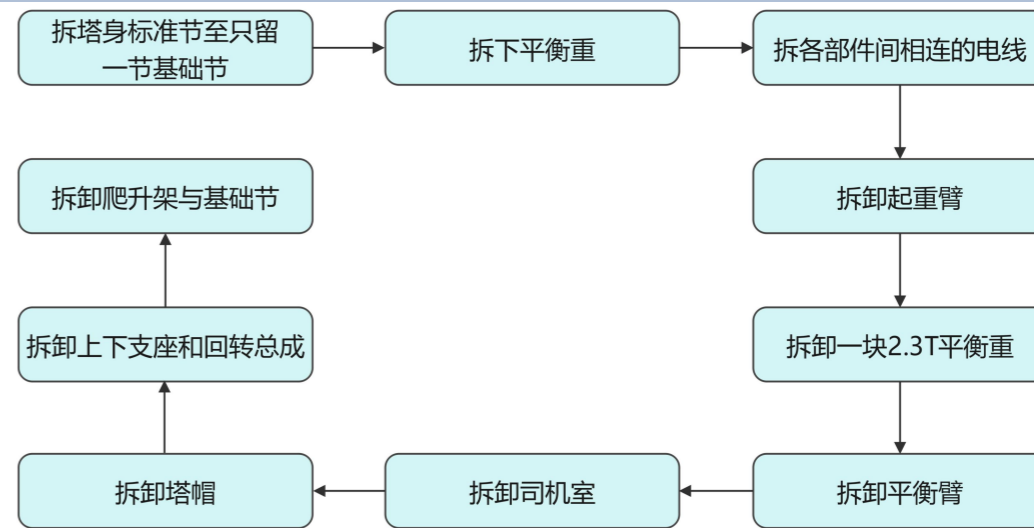 拆塔身标准节至只留
一节基础节
拆下平衡重
拆各部件间相连的电线
拆卸起重臂
拆卸一块2.3T平衡重
拆卸平衡臂
拆卸司机室
拆卸塔帽
拆卸上下支座和回转总成
拆卸爬升架与基础节